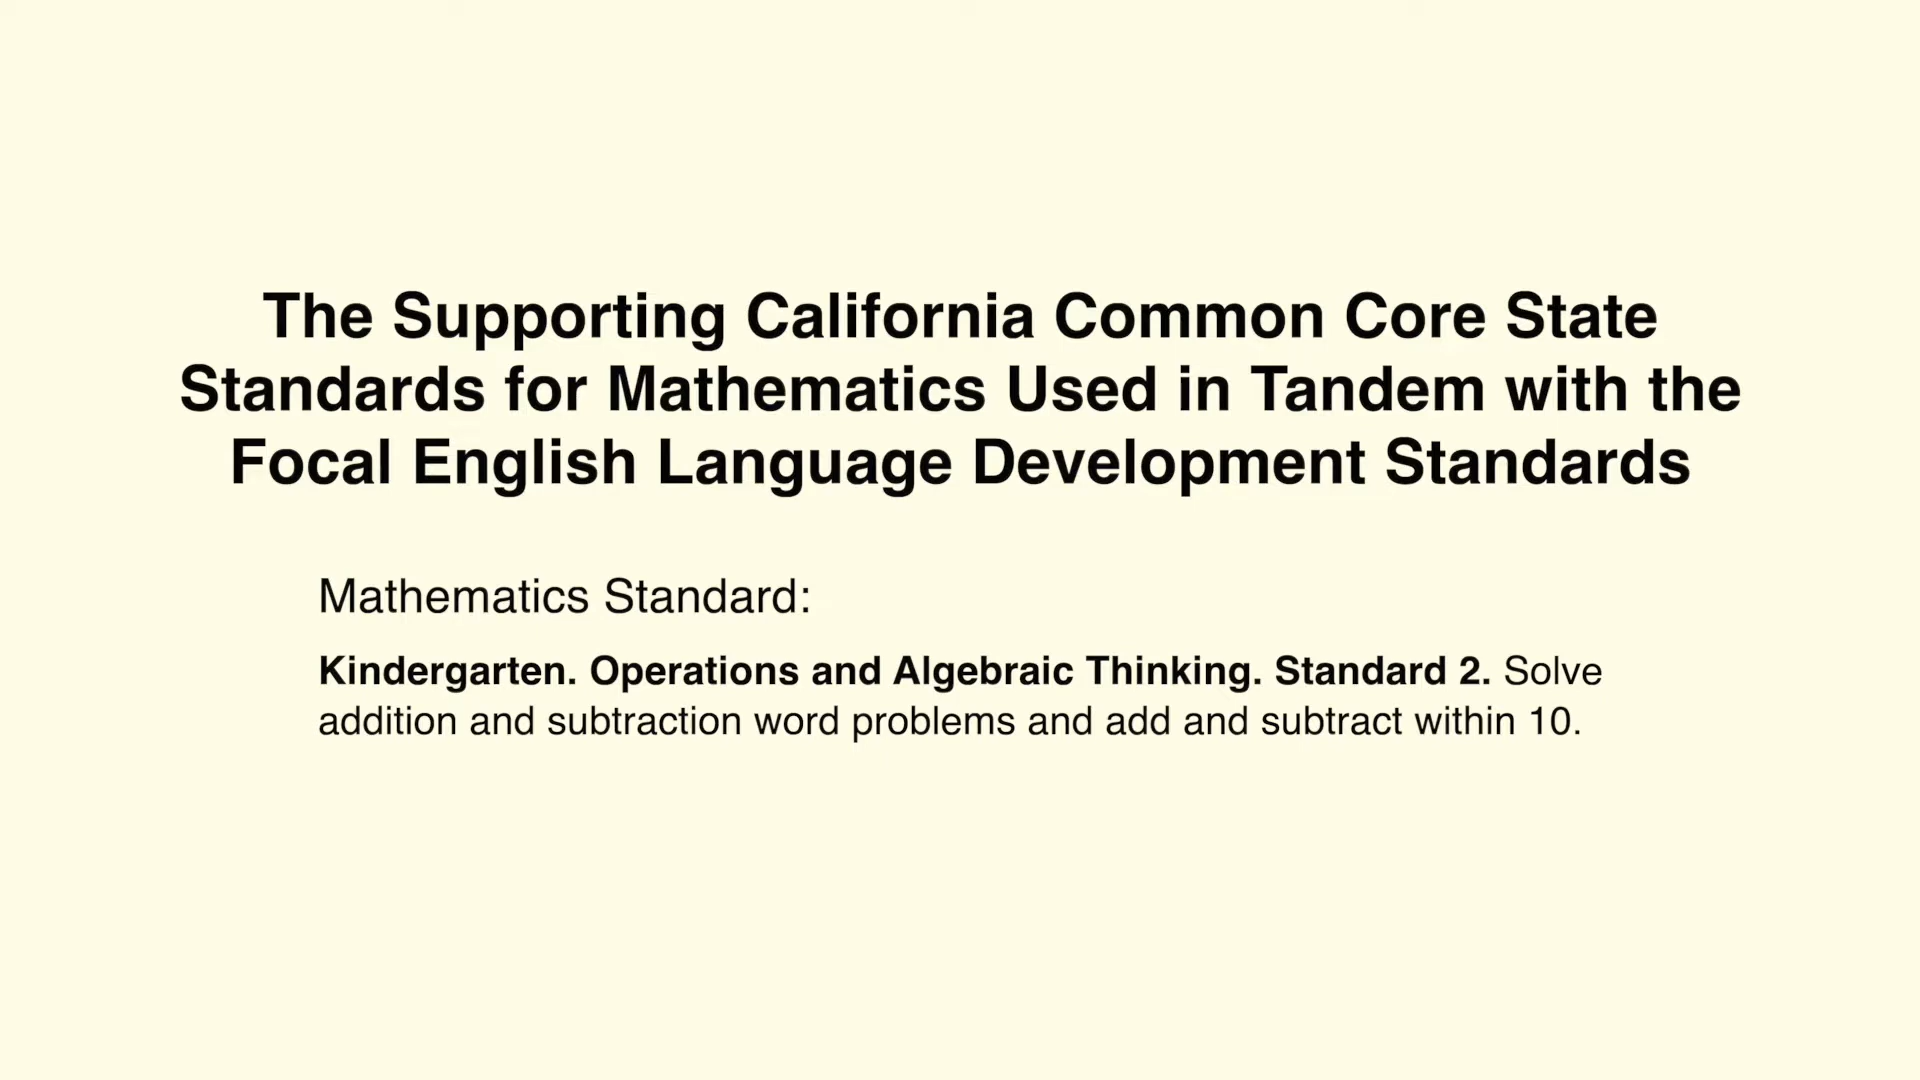 The Supporting California Common Core State
Standards for Mathematics Used in Tandem with the
Focal English Language Development Standards
Mathematics Standard:
Kindergarten. Operations and Algebraic Thinking. Standard 2. Solve
addition and subtraction word problems and add and subtract within 10.